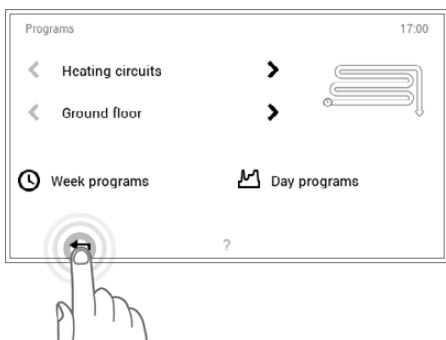 Programs 17:00
Heating circuits
Ground floor
Week programs Day programs
?